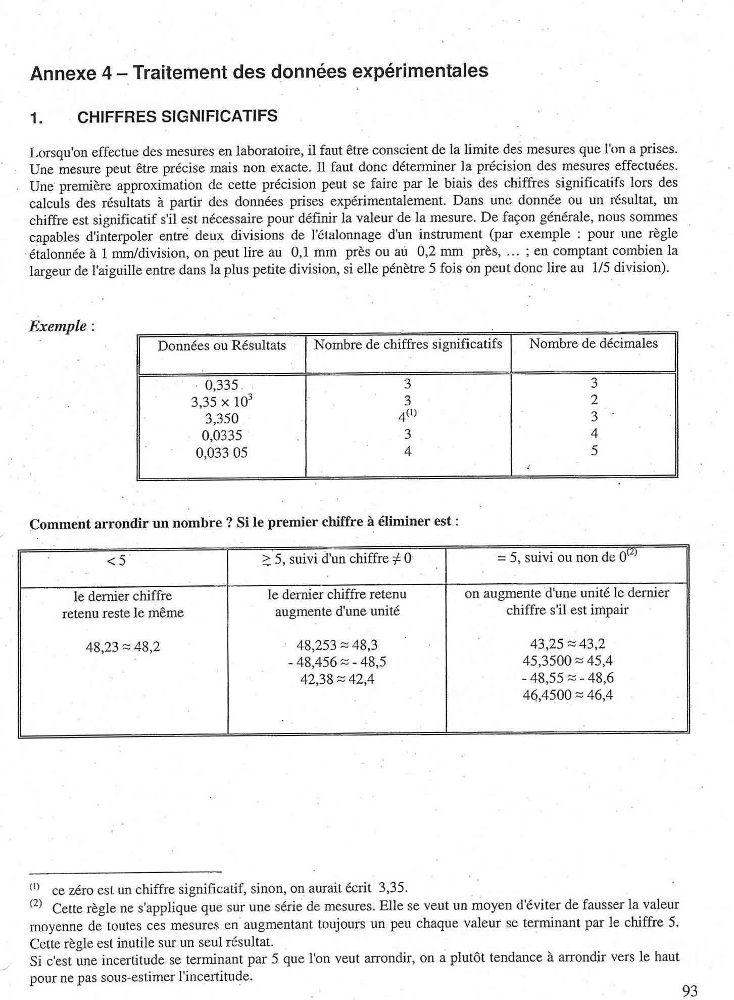 Annexe 4 – Traitement des données expérimentales
1. CHIFFRES SIGNIFICATIFS
Lorsqu'on effectue des mesures en laboratoire, il faut être conscient de la limite des mesures que l'on a prises.
Une mesure peut être précise mais non exacte. Il faut donc déterminer la précision des mesures effectuées.
Une première approximation de cette précision peut se faire par le biais des chiffres significatifs lors des
calculs des résultats à partir des données prises expérimentalement. Dans une donnée ou un résultat, un
chiffre est significatif s'il est nécessaire pour définir la valeur de la mesure. De façon générale, nous sommes
capables d'interpoler entre deux divisions de l'étalonnage d'un instrument (par exemple : pour une règle
étalonnée à 1 mm/division, on peut lire au 0,1 mm près ou au 0,2 mm près, ... ; en comptant combien la
largeur de l'aiguille entre dans la plus petite division, si elle pénètre 5 fois on peut donc lire au 1/5 division).
Exemple :
Données ou Résultats Nombre de chiffres significatifs Nombre de décimales
0,335 3 3
3,35 × 10³ 3 2
3,350 4⁽¹⁾ 3
0,0335 3 4
0,033 05 4 5
Comment arrondir un nombre ? Si le premier chiffre à éliminer est :
< 5 ≥ 5, suivi d'un chiffre ≠ 0 = 5, suivi ou non de 0⁽²⁾
le dernier chiffre le dernier chiffre retenu on augmente d'une unité le dernier
retenu reste le même augmente d'une unité chiffre s'il est impair
48,23 ≈ 48,2 48,253 ≈ 48,3 43,25 ≈ 43,2
- 48,456 ≈ - 48,5 45,3500 ≈ 45,4
42,38 ≈ 42,4 - 48,55 ≈ - 48,6
46,4500 ≈ 46,4
⁽¹⁾ ce zéro est un chiffre significatif, sinon, on aurait écrit 3,35.
⁽²⁾ Cette règle ne s'applique que sur une série de mesures. Elle se veut un moyen d'éviter de fausser la valeur
moyenne de toutes ces mesures en augmentant toujours un peu chaque valeur se terminant par le chiffre 5.
Cette règle est inutile sur un seul résultat.
Si c'est une incertitude se terminant par 5 que l'on veut arrondir, on a plutôt tendance à arrondir vers le haut
pour ne pas sous-estimer l'incertitude.
93